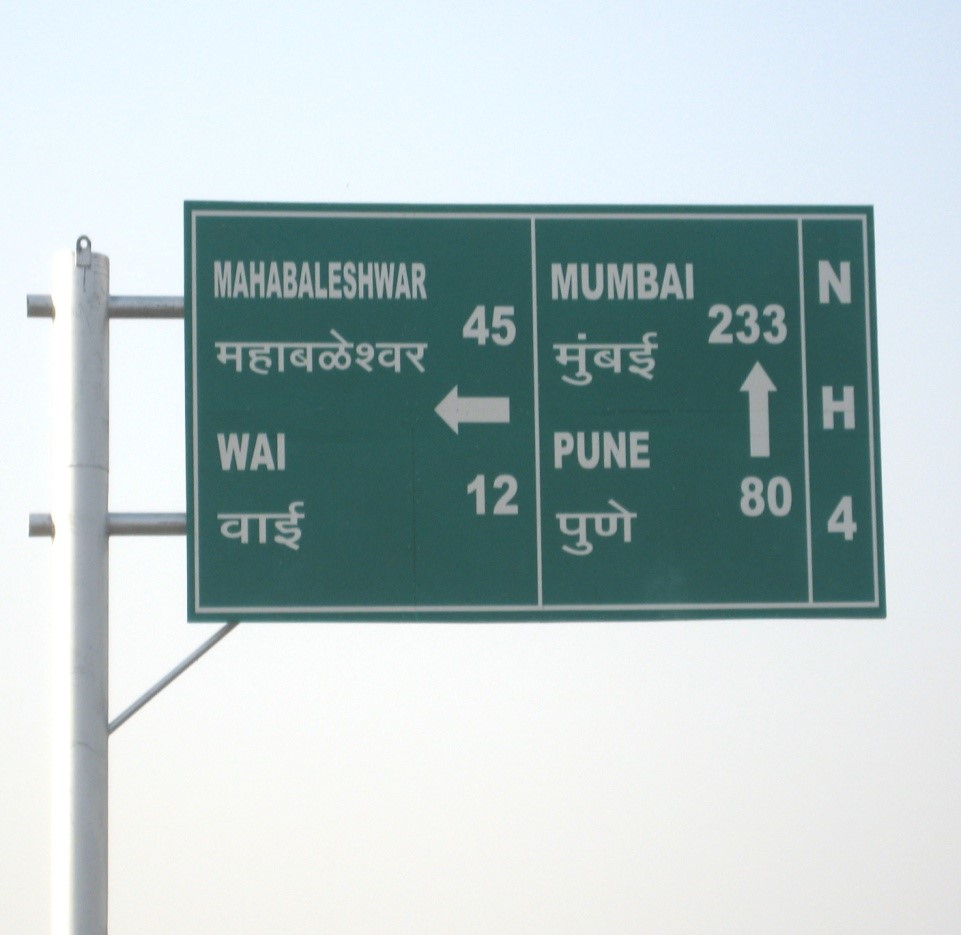 MAHABALESHWAR
45
महाबळेश्वर
WAI
12
वाई
MUMBAI
233
मुंबई
PUNE
80
पुणे
N
H
4